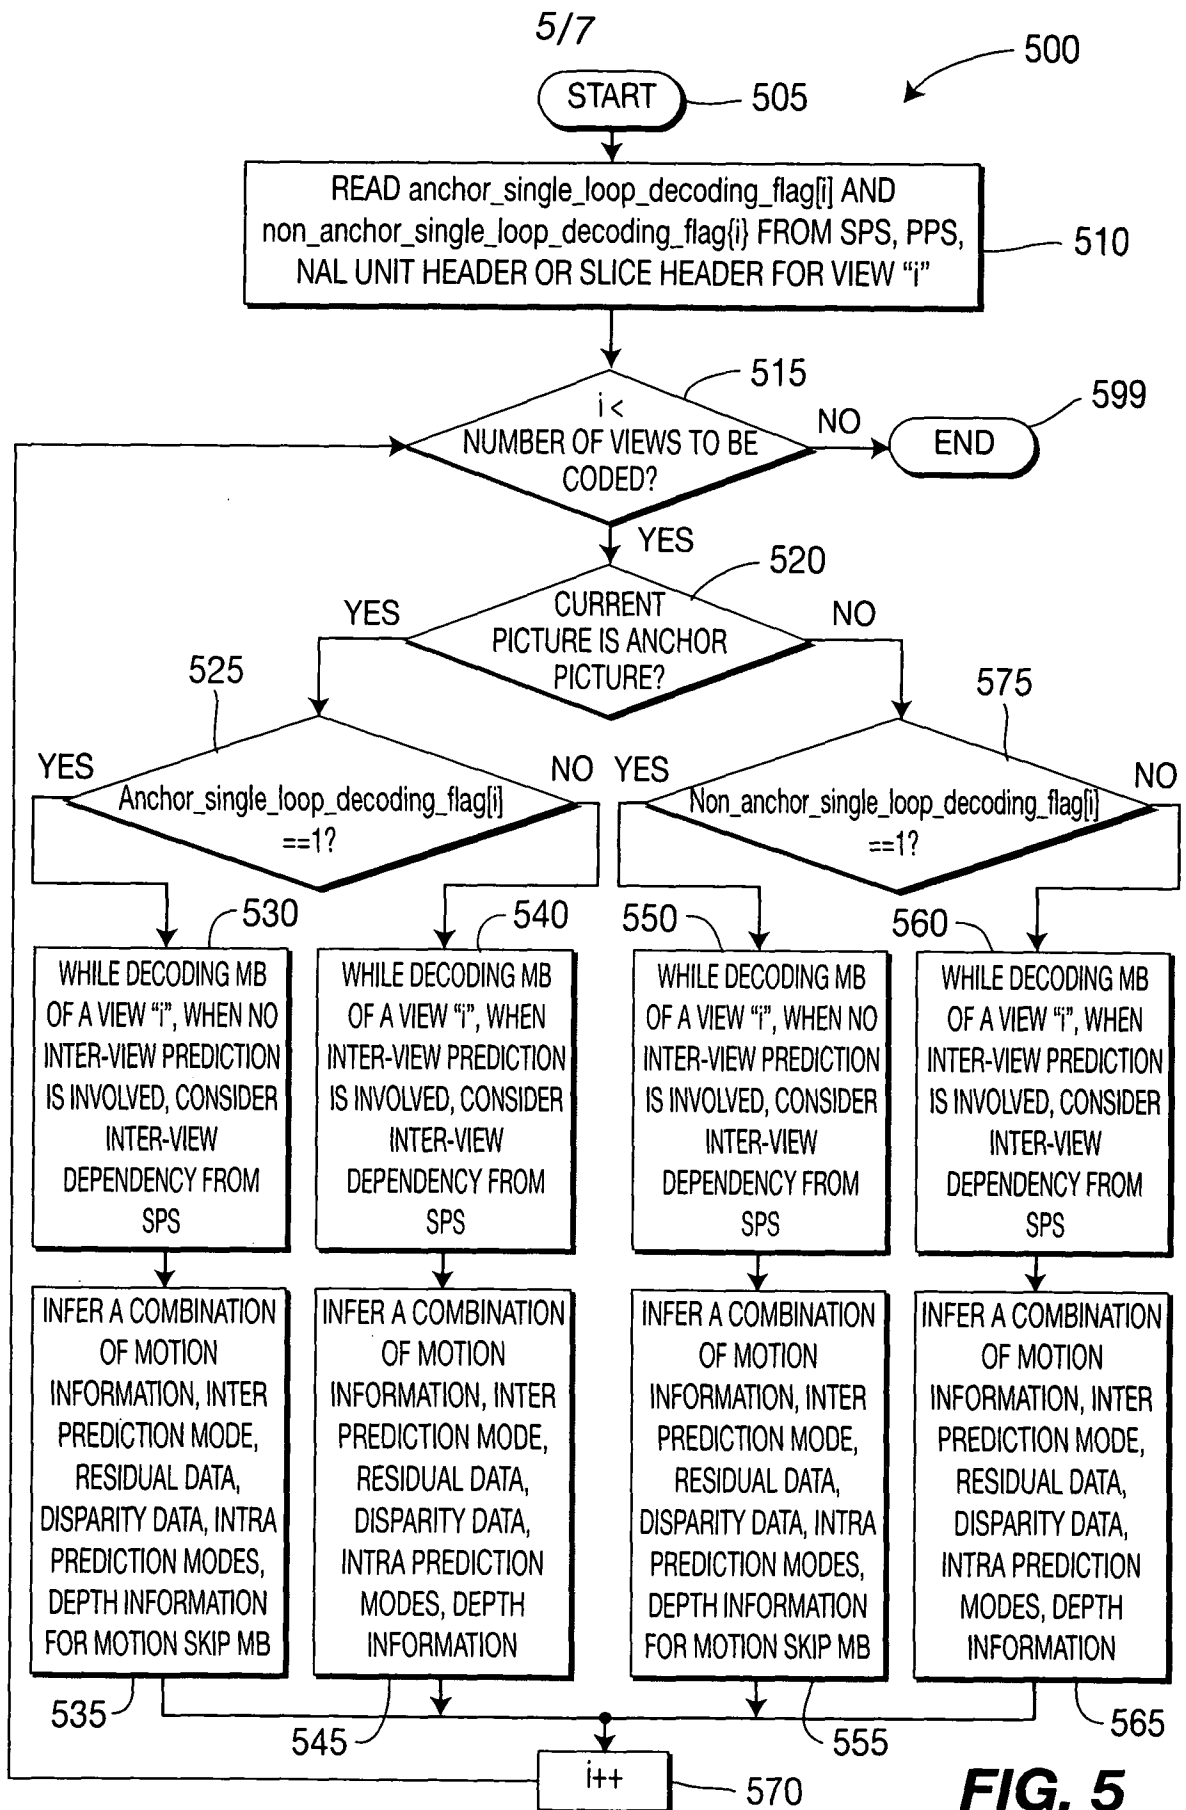 5/7
500
START
505
READ anchor_single_loop_decoding_flag[i] AND
non_anchor_single_loop_decoding_flag{i} FROM SPS, PPS,
NAL UNIT HEADER OR SLICE HEADER FOR VIEW “i”
510
515
i <
NUMBER OF VIEWS TO BE
CODED?
NO
END
599
YES
520
CURRENT
PICTURE IS ANCHOR
PICTURE?
YES
NO
525
Anchor_single_loop_decoding_flag[i]
==1?
YES
NO
575
Non_anchor_single_loop_decoding_flag[i]
==1?
YES
NO
530
WHILE DECODING MB
OF A VIEW “i”, WHEN NO
INTER-VIEW PREDICTION
IS INVOLVED, CONSIDER
INTER-VIEW
DEPENDENCY FROM
SPS
540
WHILE DECODING MB
OF A VIEW “i”, WHEN
INTER-VIEW PREDICTION
IS INVOLVED, CONSIDER
INTER-VIEW
DEPENDENCY FROM
SPS
550
WHILE DECODING MB
OF A VIEW “i”, WHEN NO
INTER-VIEW PREDICTION
IS INVOLVED, CONSIDER
INTER-VIEW
DEPENDENCY FROM
SPS
560
WHILE DECODING MB
OF A VIEW “i”, WHEN
INTER-VIEW PREDICTION
IS INVOLVED, CONSIDER
INTER-VIEW
DEPENDENCY FROM
SPS
INFER A COMBINATION
OF MOTION
INFORMATION, INTER
PREDICTION MODE,
RESIDUAL DATA,
DISPARITY DATA, INTRA
PREDICTION MODES,
DEPTH INFORMATION
FOR MOTION SKIP MB
535
INFER A COMBINATION
OF MOTION
INFORMATION, INTER
PREDICTION MODE,
RESIDUAL DATA,
DISPARITY DATA,
INTRA PREDICTION
MODES, DEPTH
INFORMATION
545
INFER A COMBINATION
OF MOTION
INFORMATION, INTER
PREDICTION MODE,
RESIDUAL DATA,
DISPARITY DATA, INTRA
PREDICTION MODES,
DEPTH INFORMATION
FOR MOTION SKIP MB
555
INFER A COMBINATION
OF MOTION
INFORMATION, INTER
PREDICTION MODE,
RESIDUAL DATA,
DISPARITY DATA,
INTRA PREDICTION
MODES, DEPTH
INFORMATION
565
i++
570
FIG. 5